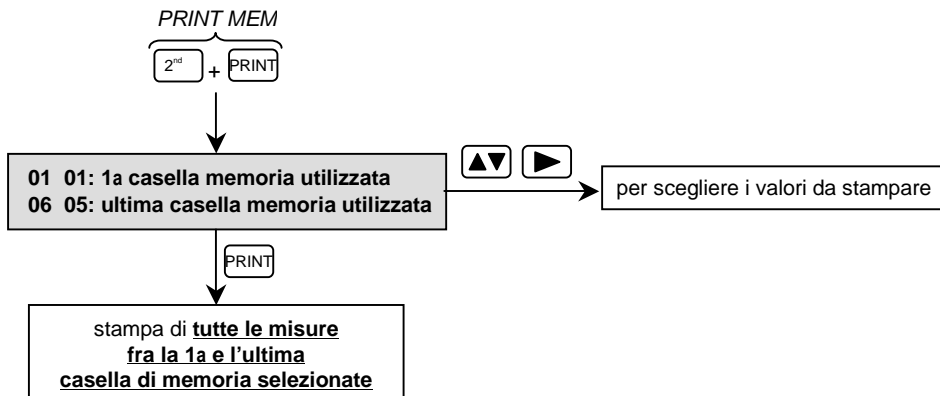 PRINT MEM
2nd + PRINT
01 01: 1a casella memoria utilizzata
06 05: ultima casella memoria utilizzata
per scegliere i valori da stampare
PRINT
stampa di tutte le misure
fra la 1a e l'ultima
casella di memoria selezionate